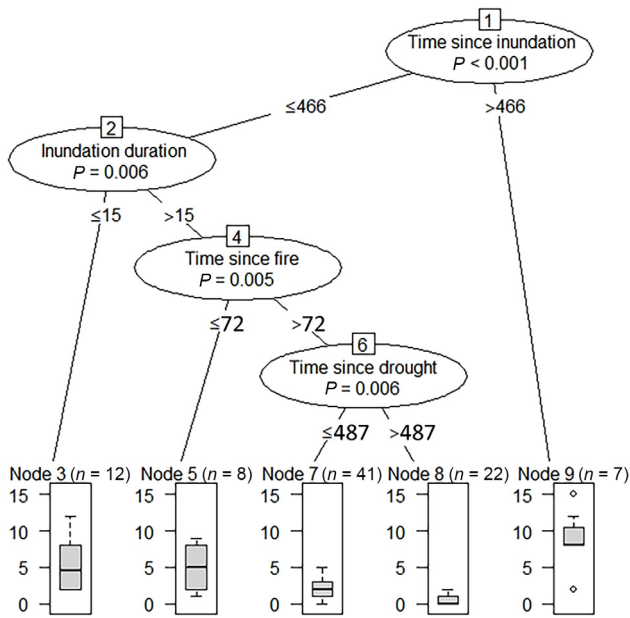 1
Time since inundation
P < 0.001
≤466
>466
2
Inundation duration
P = 0.006
≤15
>15
4
Time since fire
P = 0.005
≤72
>72
6
Time since drought
P = 0.006
≤487
>487
Node 3 (n = 12)
Node 5 (n = 8)
Node 7 (n = 41)
Node 8 (n = 22)
Node 9 (n = 7)
15
10
5
0
15
10
5
0
15
10
5
0
15
10
5
0
15
10
5
0